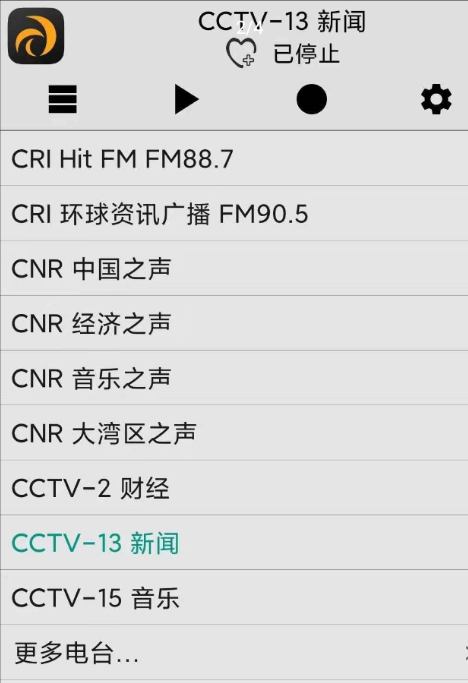 CCTV-13 新闻
2/4
已停止
CRI Hit FM FM88.7
CRI 环球资讯广播 FM90.5
CNR 中国之声
CNR 经济之声
CNR 音乐之声
CNR 大湾区之声
CCTV-2 财经
CCTV-13 新闻
CCTV-15 音乐
更多电台...